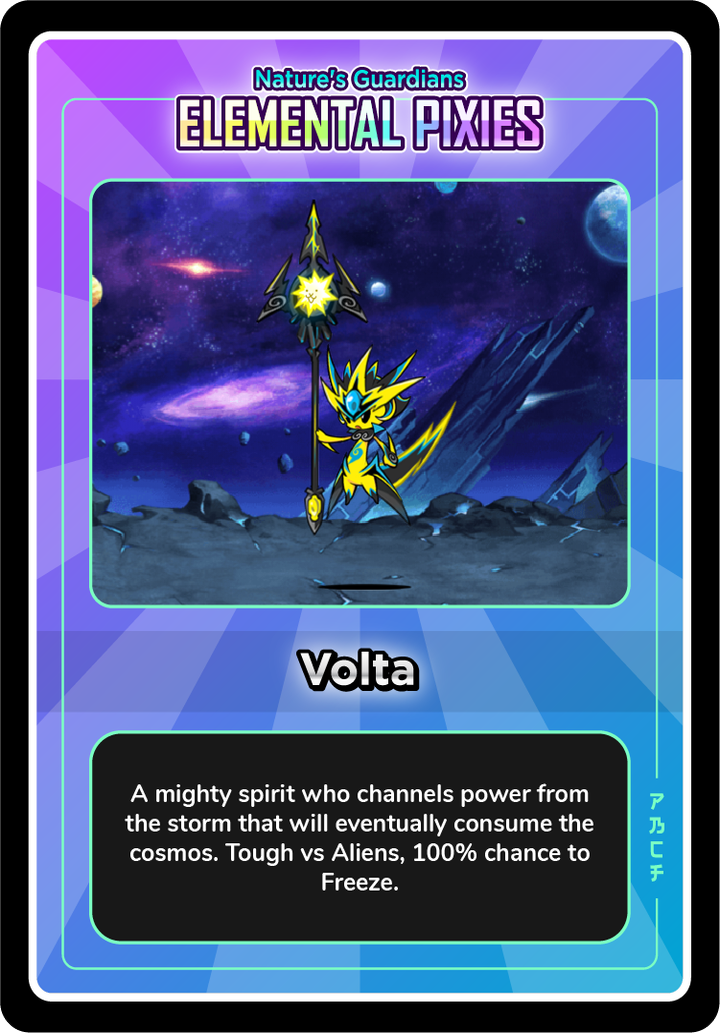 Nature's Guardians
ELEMENTAL PIXIES
Volta
A mighty spirit who channels power from
the storm that will eventually consume the
cosmos. Tough vs Aliens, 100% chance to
Freeze.